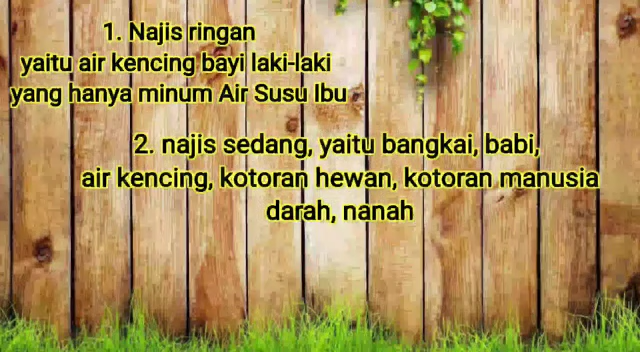 1. Najis ringan
yaitu air kencing bayi laki-laki
yang hanya minum Air Susu Ibu
2. najis sedang, yaitu bangkai, babi,
air kencing, kotoran hewan, kotoran manusia
darah, nanah